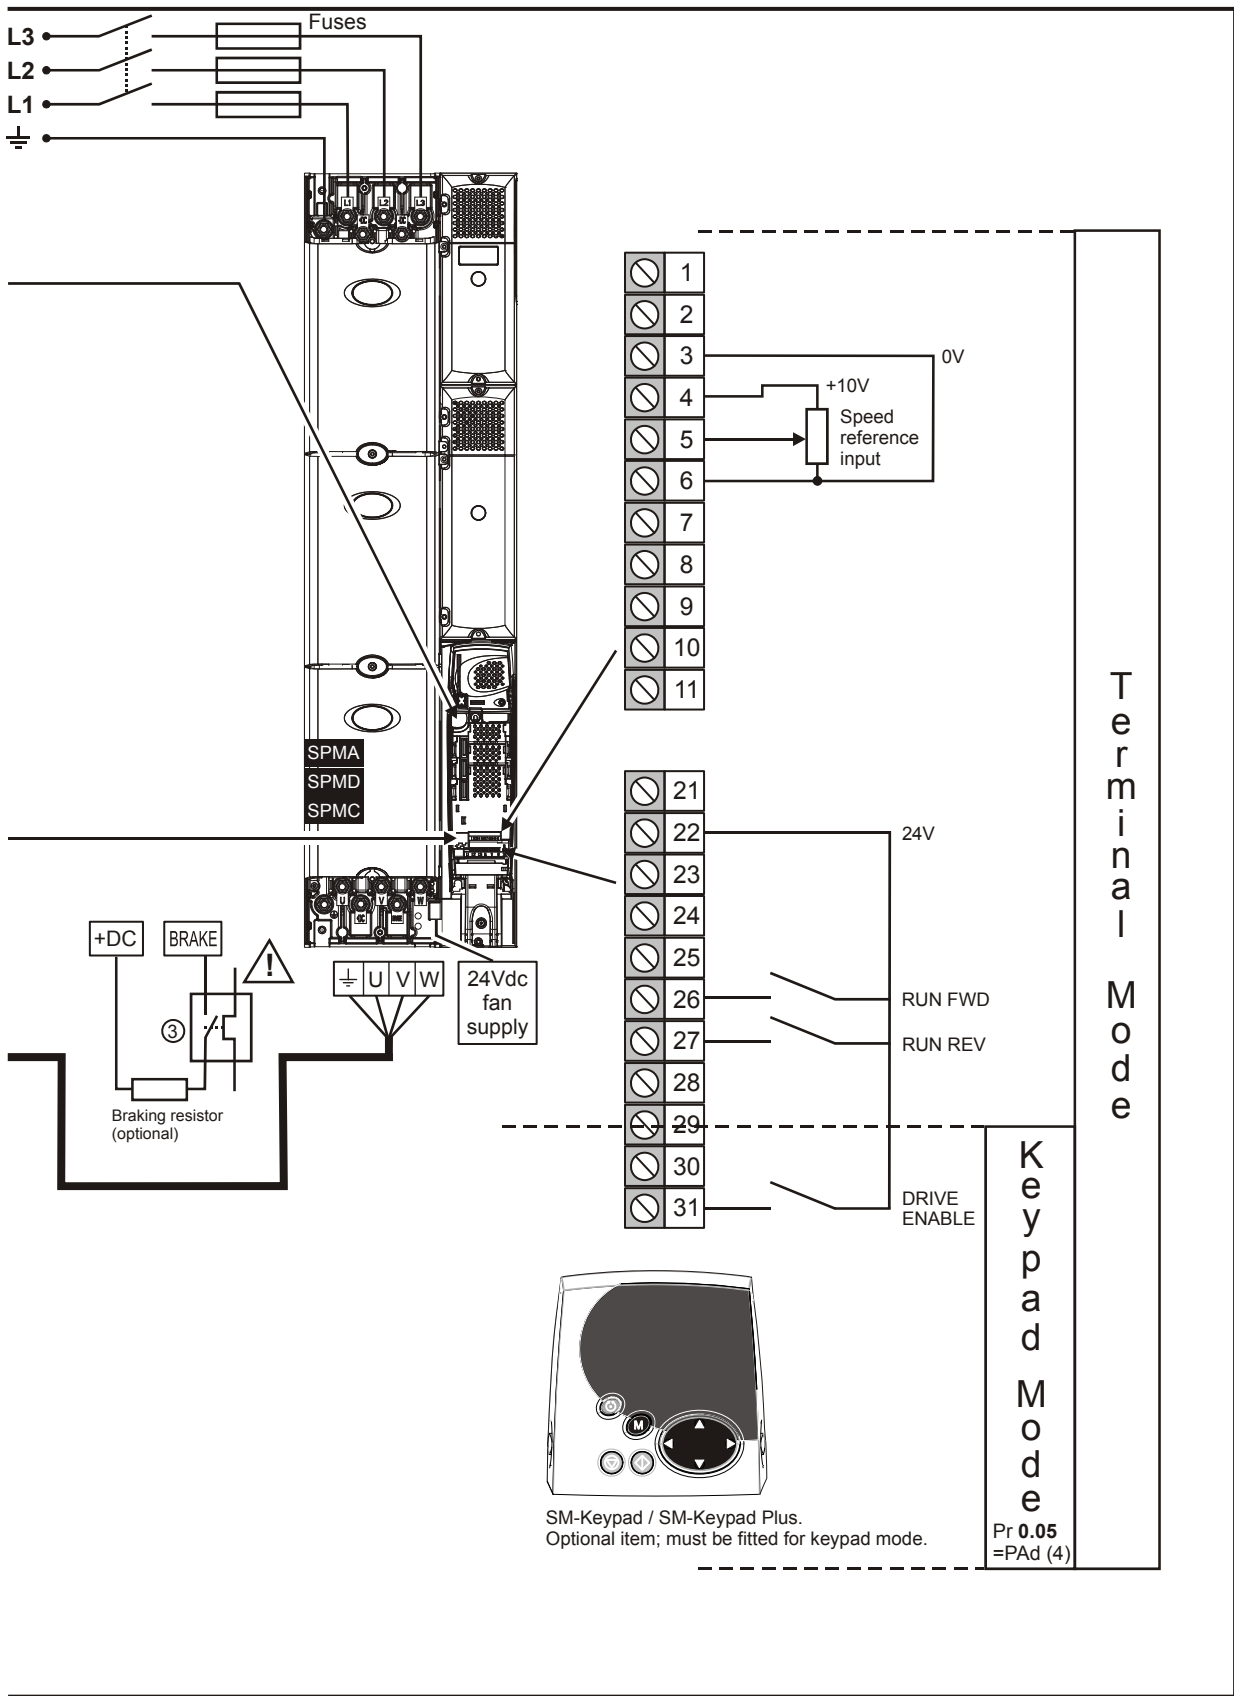 Fuses
L3
L2
L1
L1 L2 L3
1
2
3
0V
4
+10V
5
Speed
reference
input
6
7
8
9
10
11
SPMA
SPMD
SPMC
21
22
24V
23
24
25
26
RUN FWD
27
RUN REV
28
29
30
31
DRIVE
ENABLE
U V W
+DC
BRAKE
!
U V W
24Vdc
fan
supply
3
Braking resistor
(optional)
Terminal Mode
Keypad Mode
Pr 0.05
=PAd (4)
M
SM-Keypad / SM-Keypad Plus.
Optional item; must be fitted for keypad mode.